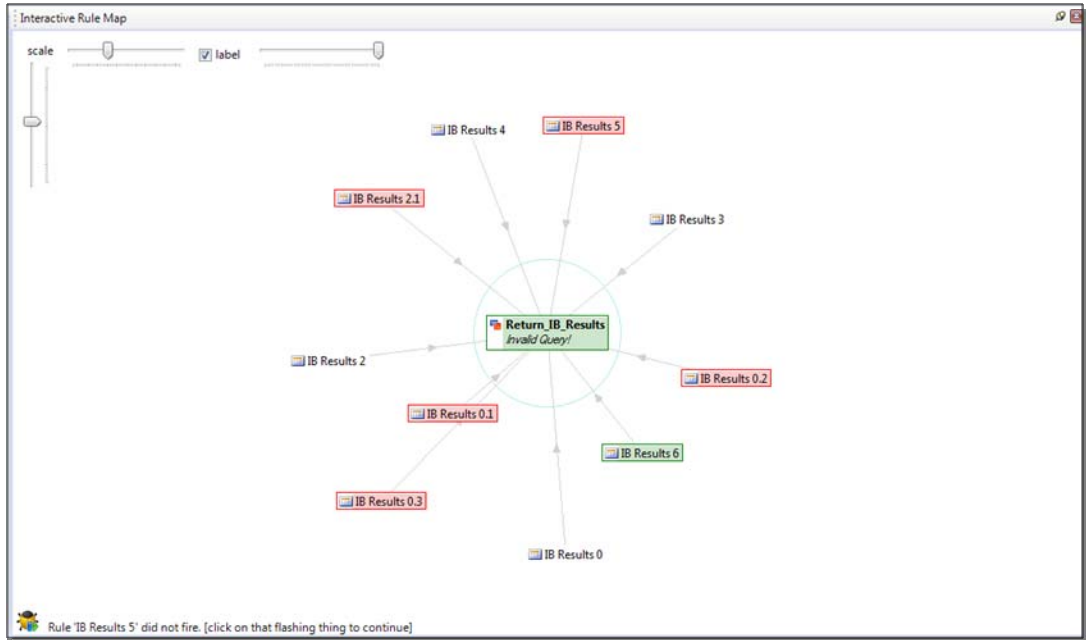 Interactive Rule Map
scale
label
IB Results 4
IB Results 5
IB Results 2.1
IB Results 3
Return_IB_Results
Invalid Query!
IB Results 2
IB Results 0.2
IB Results 0.1
IB Results 6
IB Results 0.3
IB Results 0
Rule 'IB Results 5' did not fire. [click on that flashing thing to continue]